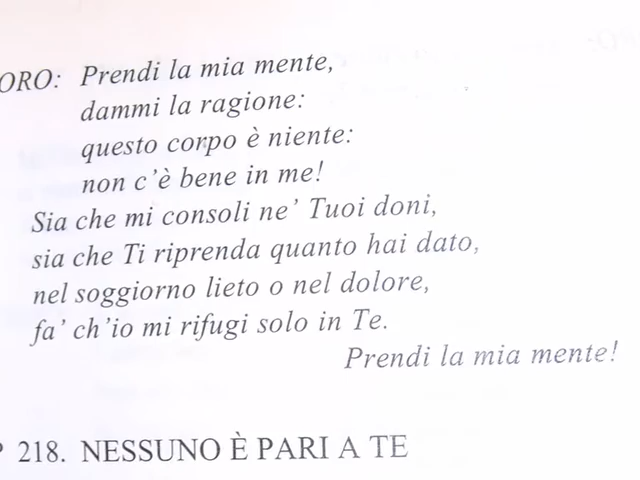 ORO: Prendi la mia mente,
dammi la ragione:
questo corpo è niente:
non c'è bene in me!
Sia che mi consoli ne' Tuoi doni,
sia che Ti riprenda quanto hai dato,
nel soggiorno lieto o nel dolore,
fa' ch'io mi rifugi solo in Te.
Prendi la mia mente!
218. NESSUNO È PARI A TE